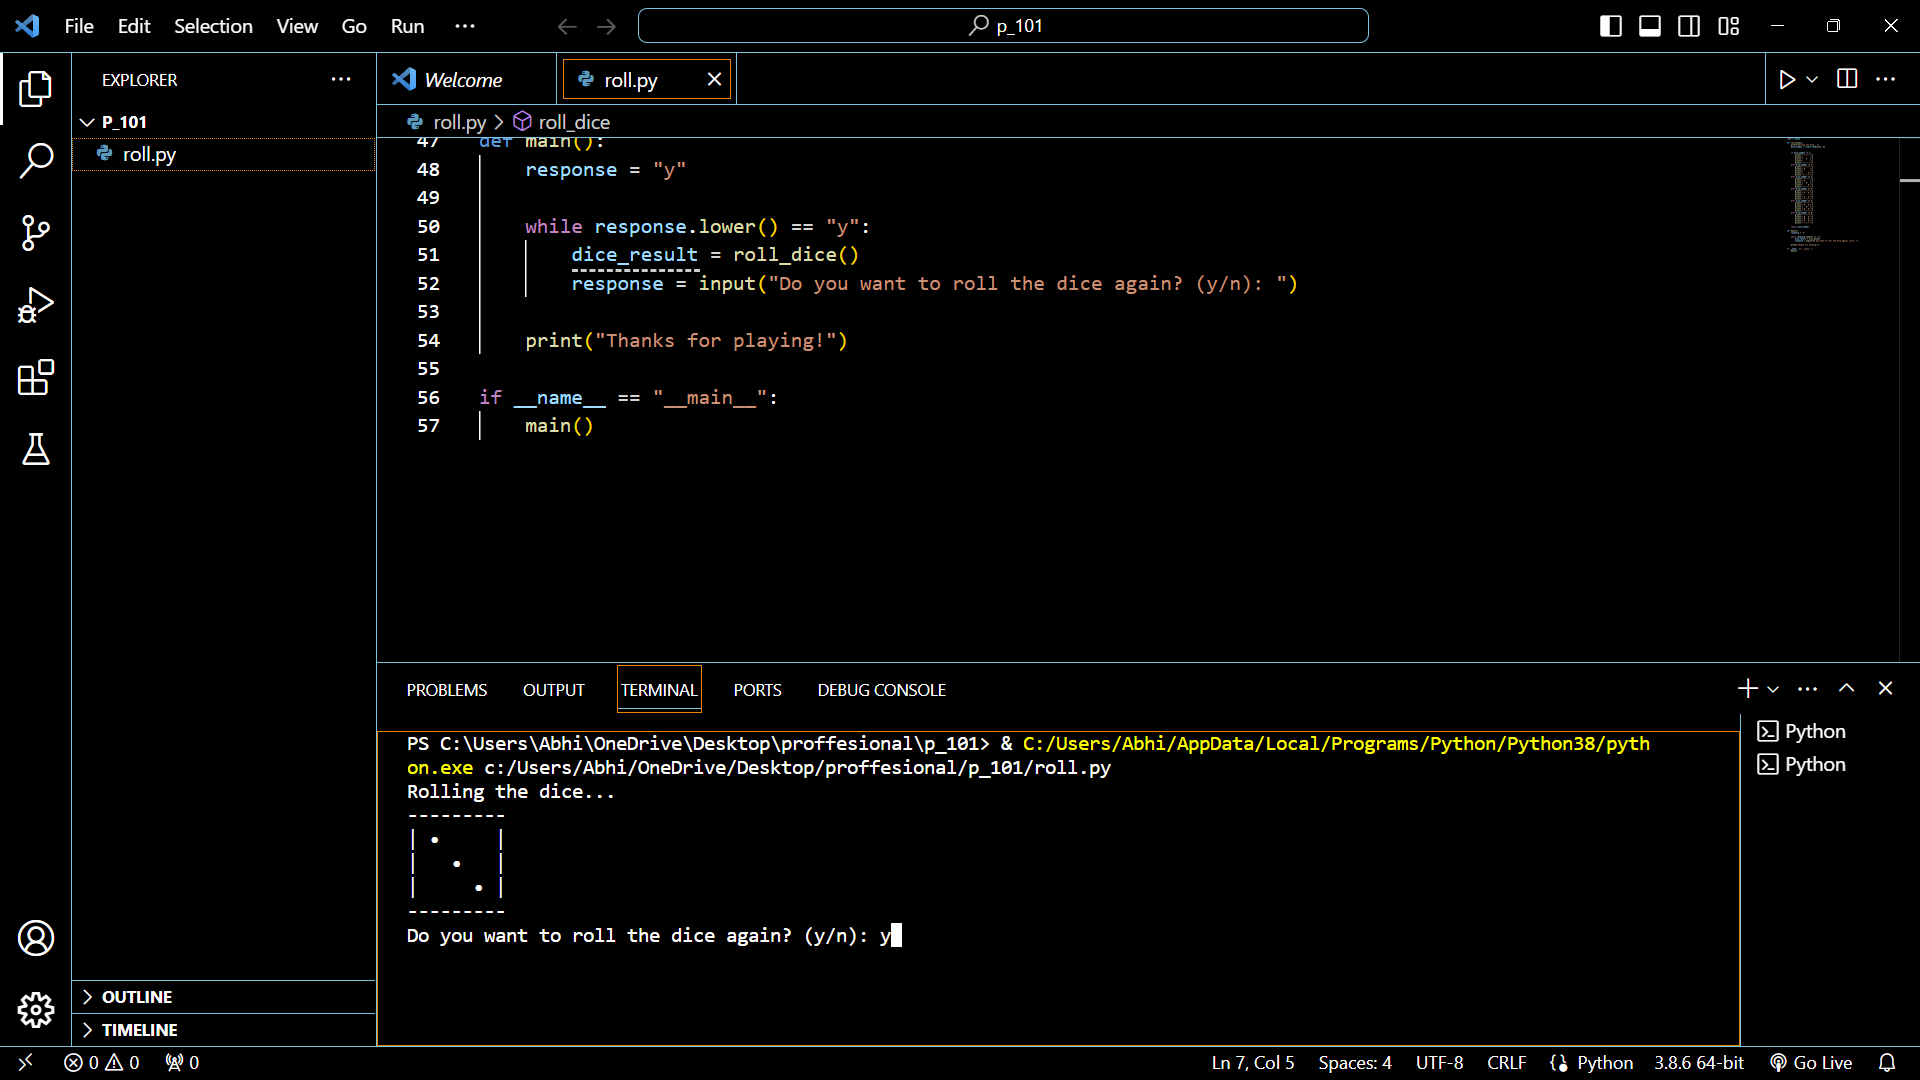 File Edit Selection View Go Run ··· p_101
EXPLORER ···
P_101
roll.py
Welcome
roll.py
roll.py > roll_dice
47 def main():
48 response = "y"
49
50 while response.lower() == "y":
51 dice_result = roll_dice()
52 response = input("Do you want to roll the dice again? (y/n): ")
53
54 print("Thanks for playing!")
55
56 if __name__ == "__main__":
57 main()
PROBLEMS OUTPUT TERMINAL PORTS DEBUG CONSOLE
PS C:\Users\Abhi\OneDrive\Desktop\proffesional\p_101> & C:/Users/Abhi/AppData/Local/Programs/Python/Python38/pyth
on.exe c:/Users/Abhi/OneDrive/Desktop/proffesional/p_101/roll.py
Rolling the dice...
---------
| •     |
|   •   |
|     • |
---------
Do you want to roll the dice again? (y/n): y
Python
Python
OUTLINE
TIMELINE
0 0 0 Ln 7, Col 5 Spaces: 4 UTF-8 CRLF Python 3.8.6 64-bit Go Live